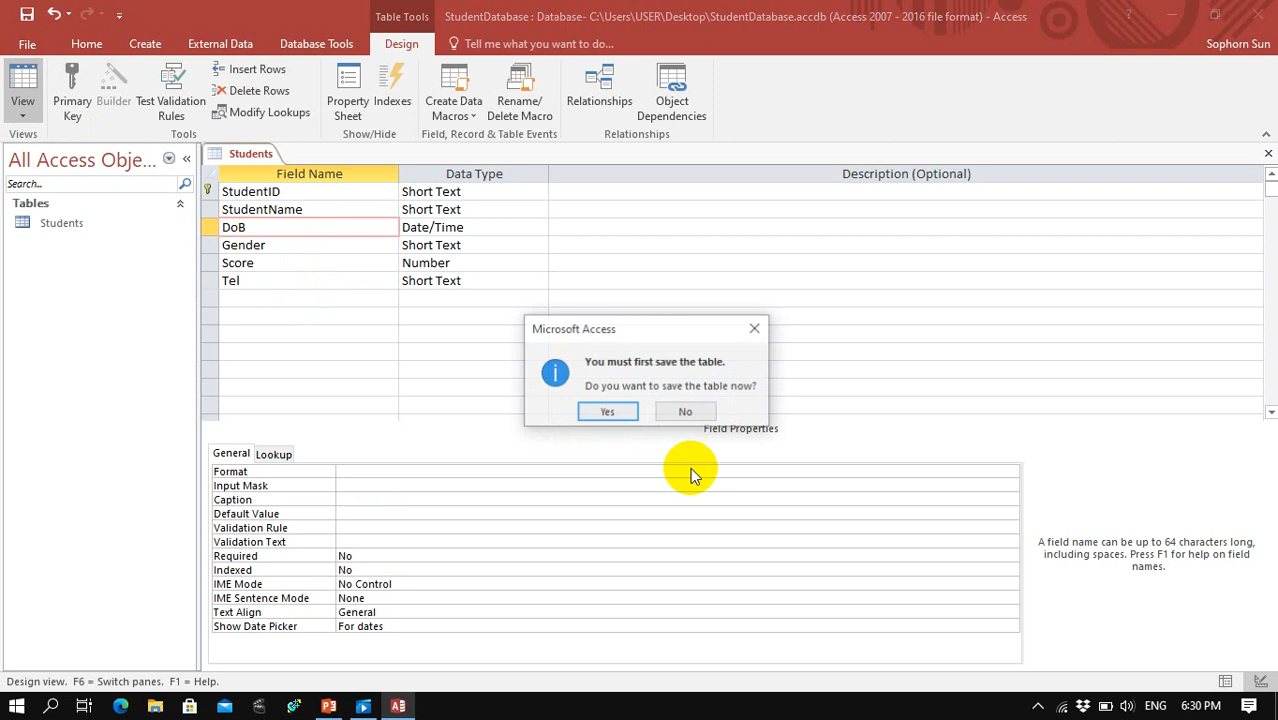 Table Tools
StudentDatabase : Database- C:\Users\USER\Desktop\StudentDatabase.accdb (Access 2007 - 2016 file format) - Access
?
File Home Create External Data Database Tools Design Tell me what you want to do... Sophorn Sun
View
Primary Key
Builder
Test Validation Rules
Insert Rows
Delete Rows
Modify Lookups
Property Sheet
Indexes
Create Data Macros
Rename/ Delete Macro
Relationships
Object Dependencies
Views Tools Show/Hide Field, Record & Table Events Relationships
All Access Obje...
Search...
Tables
Students
Students
Field Name Data Type Description (Optional)
StudentID Short Text
StudentName Short Text
DoB Date/Time
Gender Short Text
Score Number
Tel Short Text
Microsoft Access
You must first save the table.
Do you want to save the table now?
Yes No
Field Properties
General Lookup
Format
Input Mask
Caption
Default Value
Validation Rule
Validation Text
Required No
Indexed No
IME Mode No Control
IME Sentence Mode None
Text Align General
Show Date Picker For dates
A field name can be up to 64 characters long,
including spaces. Press F1 for help on field
names.
Design view. F6 = Switch panes. F1 = Help.
ENG 6:30 PM